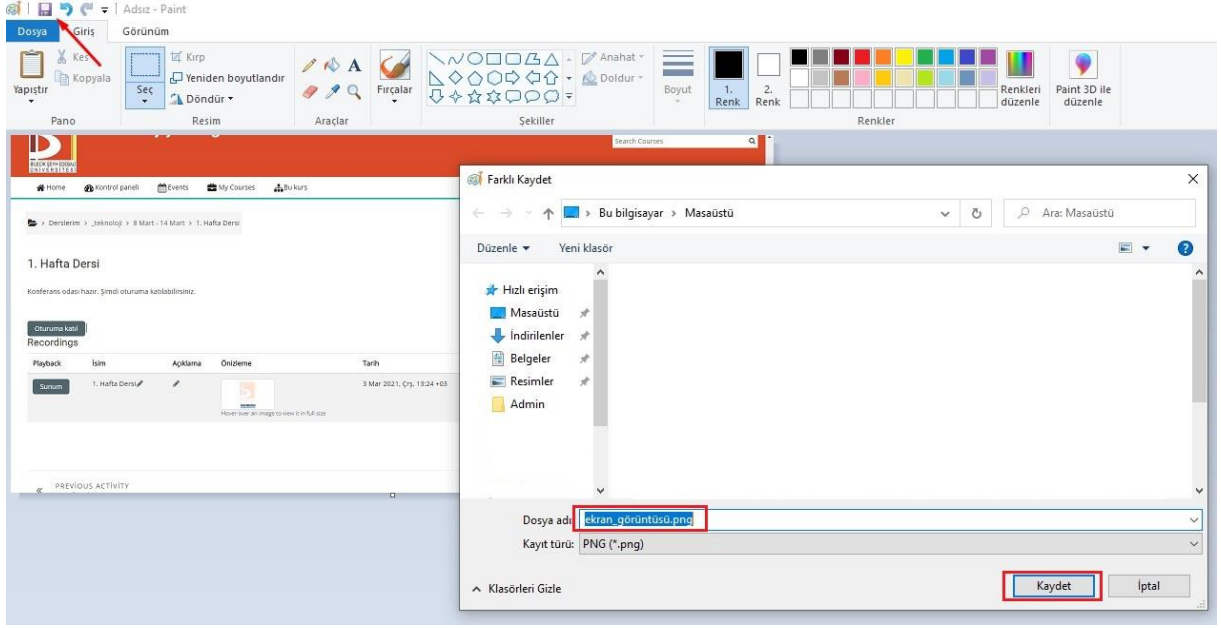 Adsız - Paint
Dosya Giriş Görünüm
Yapıştır
Kes
Kopyala
Pano
Seç
Kırp
Yeniden boyutlandır
Döndür
Resim
A
Araçlar
Fırçalar
Anahat
Doldur
Şekiller
Boyut
1. Renk
2. Renk
Renkler
Renkleri düzenle
Paint 3D ile düzenle
Search Courses
Home Kontrol paneli Events My Courses Bu kurs
Derslerim › _teknoloji › 8 Mart - 14 Mart › 1. Hafta Dersi
1. Hafta Dersi
Konferans odası hazır. Şimdi oturuma katılabilirsiniz.
Oturuma katıl
Recordings
Playback İsim Açıklama Önizleme Tarih
Sunum 1. Hafta Dersi 3 Mar 2021, Çrş, 13:24 +03
Hover over an image to view it in full size
PREVIOUS ACTIVITY
Farklı Kaydet
Bu bilgisayar › Masaüstü
Ara: Masaüstü
Düzenle Yeni klasör
Hızlı erişim
Masaüstü
İndirilenler
Belgeler
Resimler
Admin
Dosya adı: ekran_görüntüsü.png
Kayıt türü: PNG (*.png)
Klasörleri Gizle
Kaydet İptal